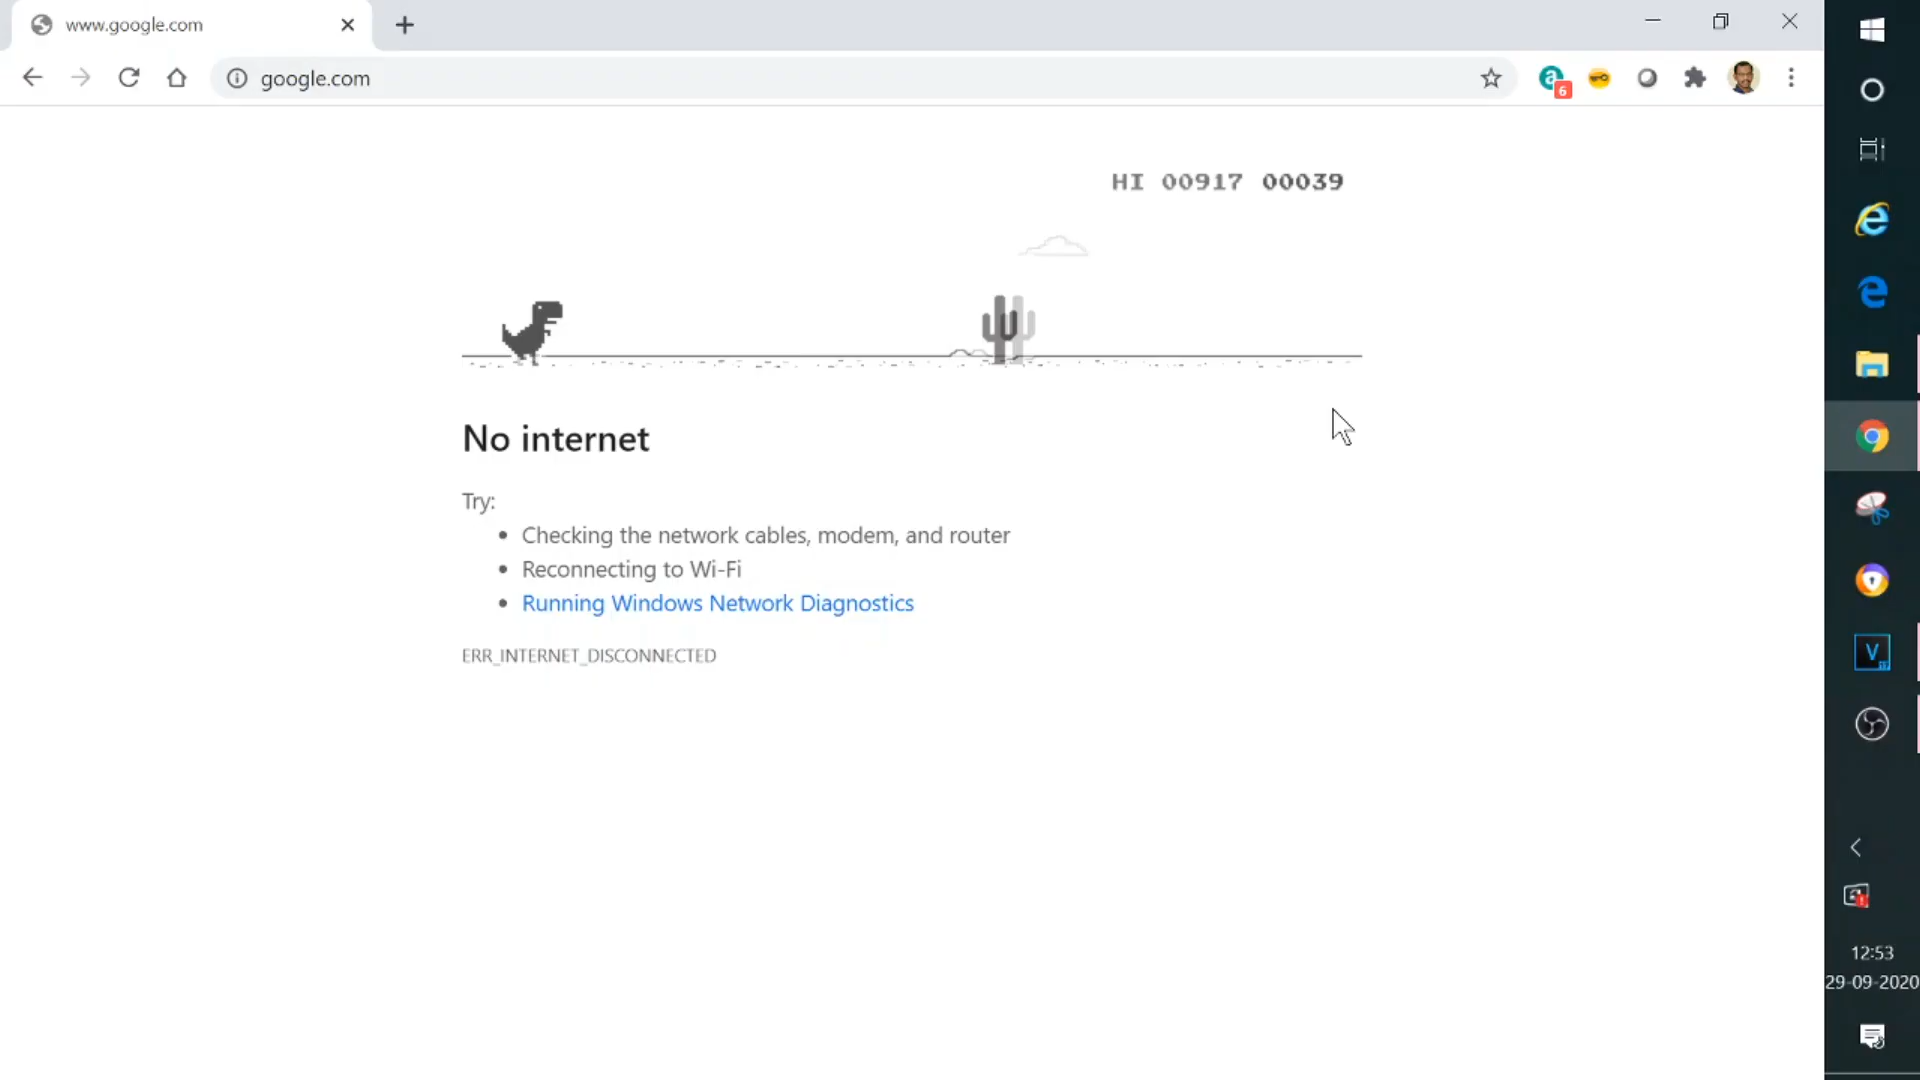 www.google.com
google.com
6
HI 00917 00039
No internet
Try:
Checking the network cables, modem, and router
Reconnecting to Wi-Fi
Running Windows Network Diagnostics
ERR_INTERNET_DISCONNECTED
12:53
29-09-2020